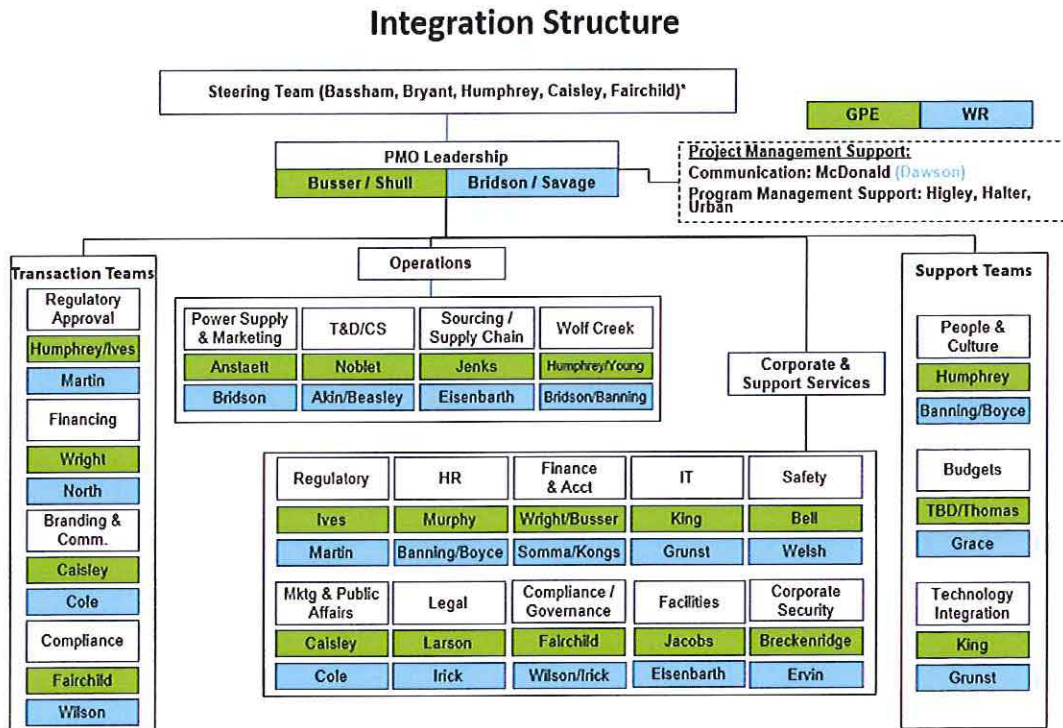 Integration Structure
Steering Team (Bassham, Bryant, Humphrey, Caisley, Fairchild)*
GPE
WR
PMO Leadership
Busser / Shull
Bridson / Savage
Project Management Support:
Communication: McDonald (Dawson)
Program Management Support: Higley, Halter,
Urban
Transaction Teams
Regulatory
Approval
Humphrey/Ives
Martin
Financing
Wright
North
Branding &
Comm.
Caisley
Cole
Compliance
Fairchild
Wilson
Operations
Power Supply
& Marketing
Anstaett
Bridson
T&D/CS
Noblet
Akin/Beasley
Sourcing /
Supply Chain
Jenks
Eisenbarth
Wolf Creek
Humphrey/Young
Bridson/Banning
Corporate &
Support Services
Regulatory
Ives
Martin
HR
Murphy
Banning/Boyce
Finance
& Acct
Wright/Busser
Somma/Kongs
IT
King
Grunst
Safety
Bell
Welsh
Mktg & Public
Affairs
Caisley
Cole
Legal
Larson
Irick
Compliance /
Governance
Fairchild
Wilson/Irick
Facilities
Jacobs
Eisenbarth
Corporate
Security
Breckenridge
Ervin
Support Teams
People &
Culture
Humphrey
Banning/Boyce
Budgets
TBD/Thomas
Grace
Technology
Integration
King
Grunst